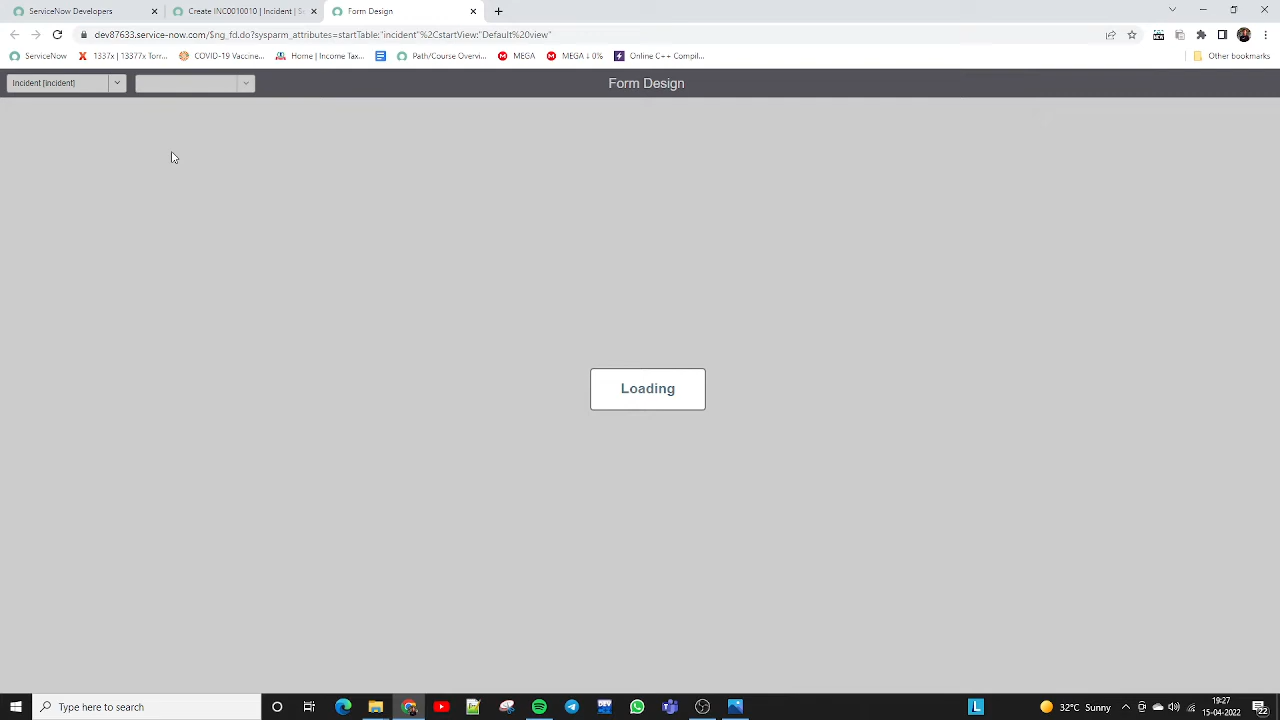 ServiceNow Developers
Create INC0010010 | Incident | S
Form Design
dev87633.service-now.com/$ng_fd.do?sysparm_attributes=startTable:"incident"%2CstartView:"Default%20view"
ServiceNow
1337x | 13377x Torr...
COVID-19 Vaccine...
Home | Income Tax...
Path/Course Overvi...
MEGA
MEGA ↓ 0%
Online C++ Compil...
Other bookmarks
Incident [incident]
Form Design
Loading
Type here to search
32°C Sunny
19:27
15-04-2022